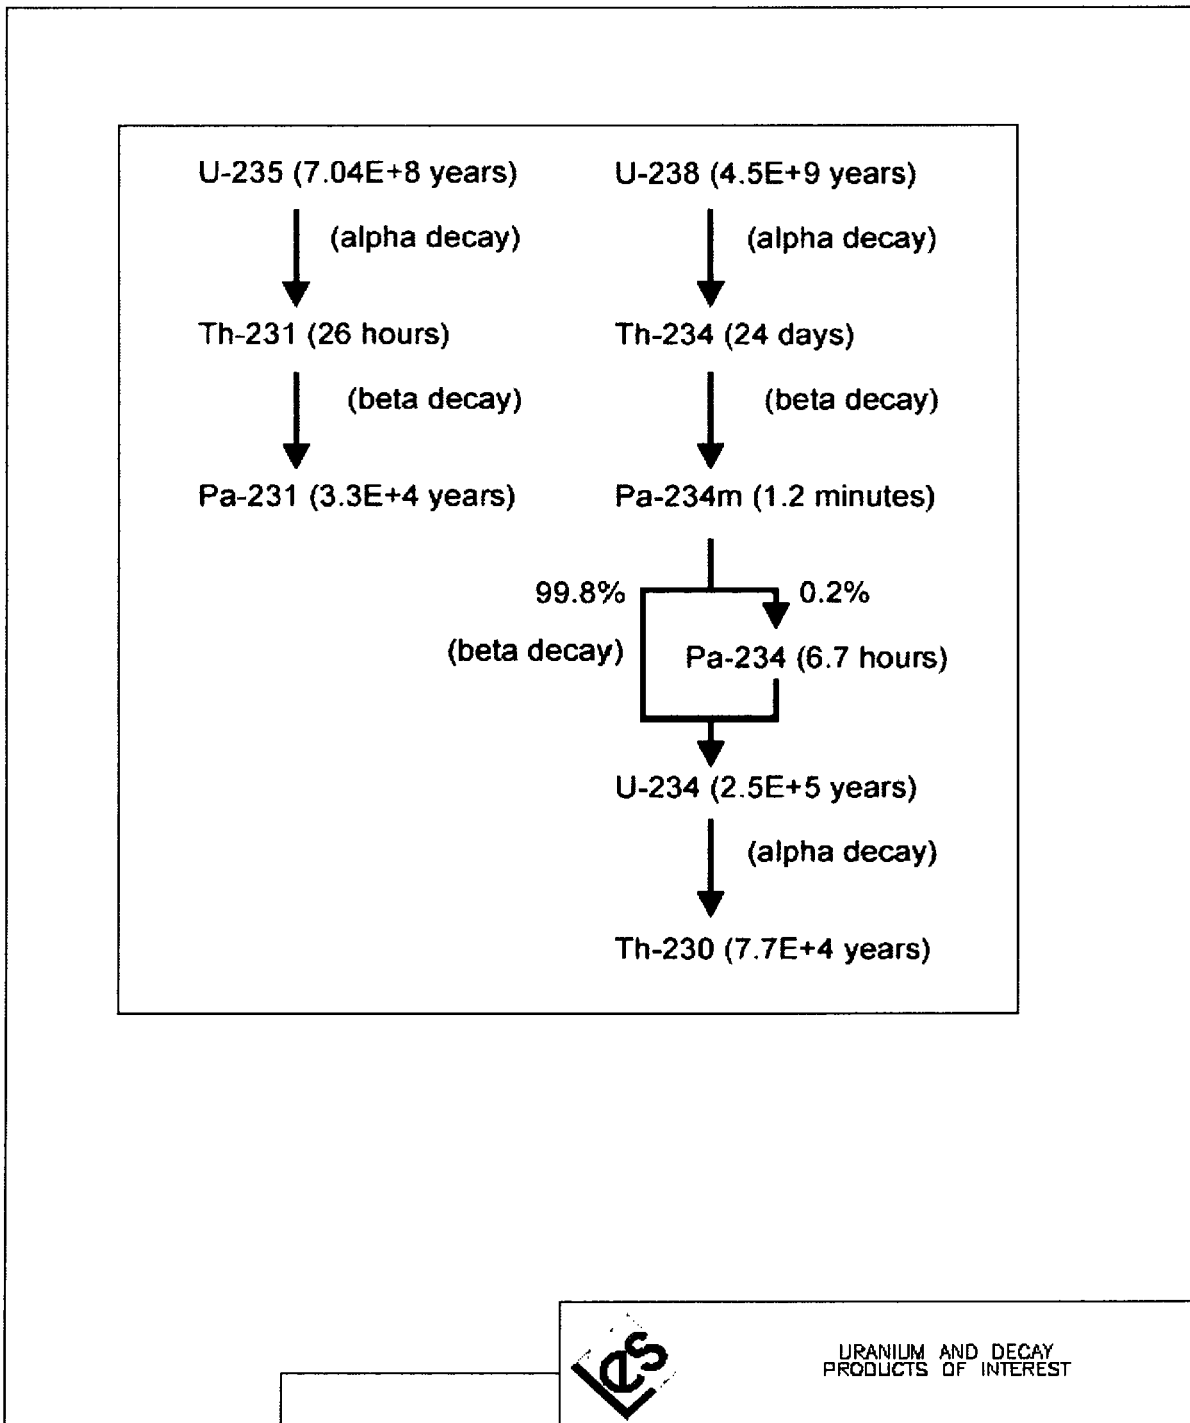 U-235 (7.04E+8 years)
(alpha decay)
Th-231 (26 hours)
(beta decay)
Pa-231 (3.3E+4 years)
U-238 (4.5E+9 years)
(alpha decay)
Th-234 (24 days)
(beta decay)
Pa-234m (1.2 minutes)
99.8%
(beta decay)
0.2%
Pa-234 (6.7 hours)
U-234 (2.5E+5 years)
(alpha decay)
Th-230 (7.7E+4 years)
Les
URANIUM AND DECAY
PRODUCTS OF INTEREST